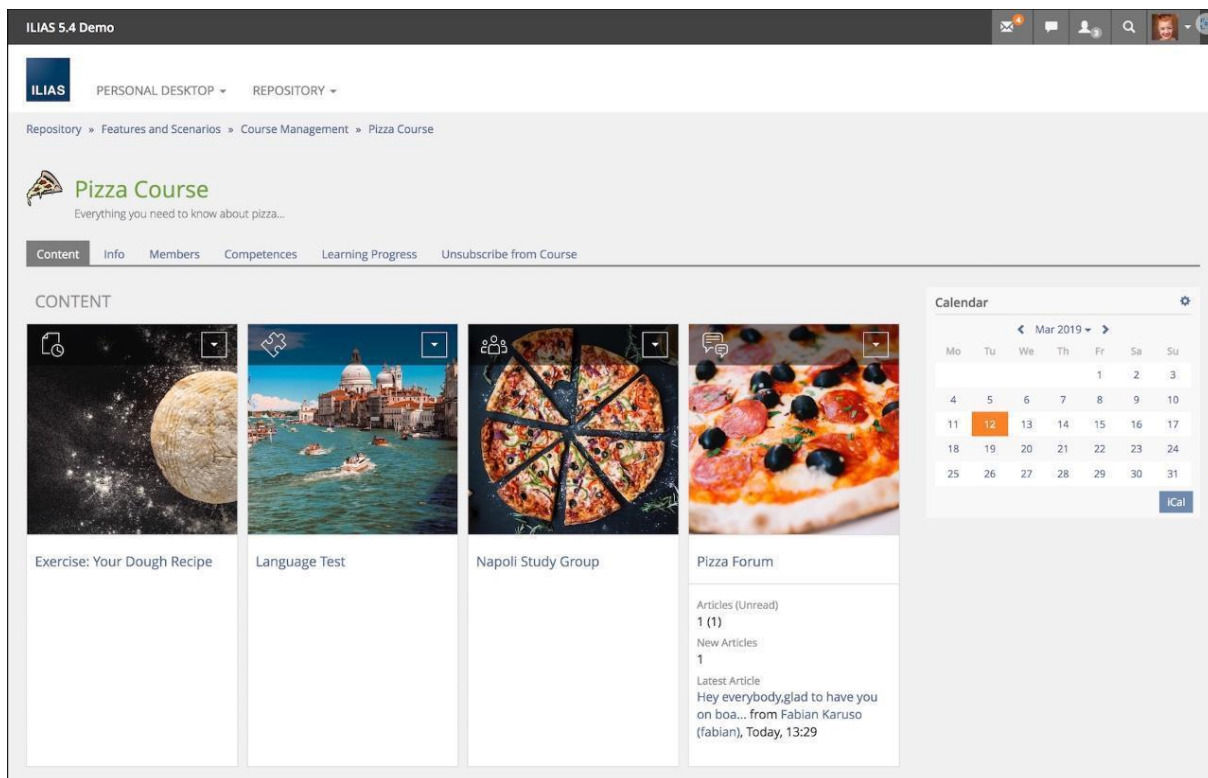 ILIAS 5.4 Demo
4
3
ILIAS
PERSONAL DESKTOP
REPOSITORY
Repository » Features and Scenarios » Course Management » Pizza Course
Pizza Course
Everything you need to know about pizza...
Content Info Members Competences Learning Progress Unsubscribe from Course
CONTENT
Exercise: Your Dough Recipe
Language Test
Napoli Study Group
Pizza Forum
Articles (Unread)
1 (1)
New Articles
1
Latest Article
Hey everybody,glad to have you
on boa... from Fabian Karuso
(fabian), Today, 13:29
Calendar
Mar 2019
Mo Tu We Th Fr Sa Su
1 2 3
4 5 6 7 8 9 10
11 12 13 14 15 16 17
18 19 20 21 22 23 24
25 26 27 28 29 30 31
iCal